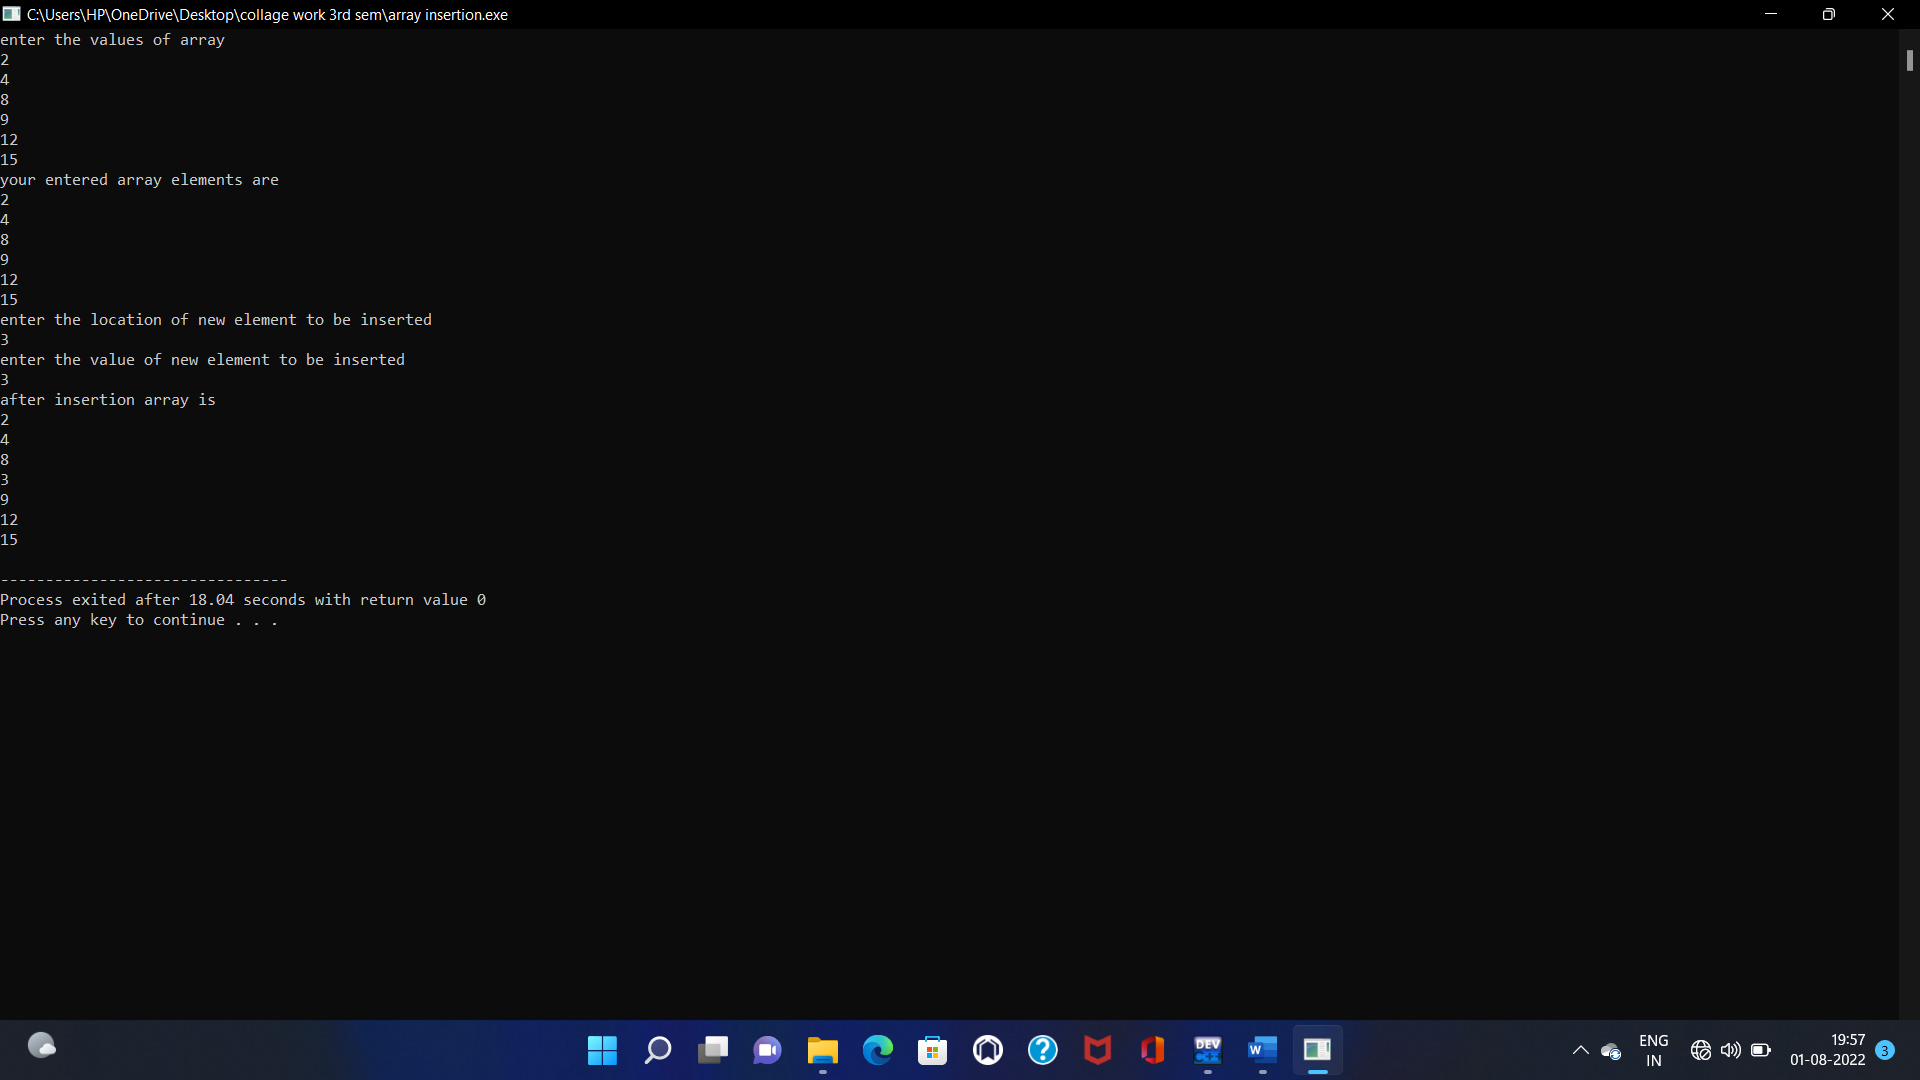 C:\Users\HP\OneDrive\Desktop\collage work 3rd sem\array insertion.exe
enter the values of array
2
4
8
9
12
15
your entered array elements are
2
4
8
9
12
15
enter the location of new element to be inserted
3
enter the value of new element to be inserted
3
after insertion array is
2
4
8
3
9
12
15
--------------------------------
Process exited after 18.04 seconds with return value 0
Press any key to continue . . .
DEV
C++
W
ENG
IN
19:57
01-08-2022
3